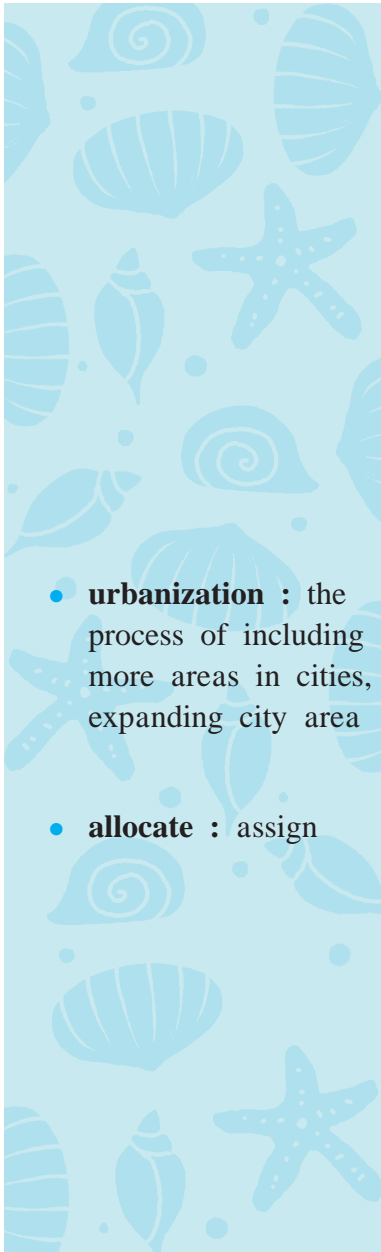 • urbanization : the
process of including
more areas in cities,
expanding city area
• allocate : assign